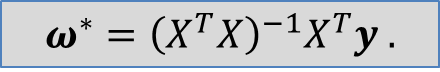 𝝎* = (XᵀX)⁻¹Xᵀ𝒚 .